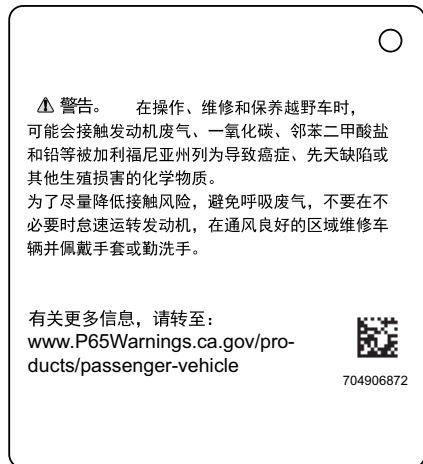 ⚠ 警告。 在操作、维修和保养越野车时，
可能会接触发动机废气、一氧化碳、邻苯二甲酸盐
和铅等被加利福尼亚州列为导致癌症、先天缺陷或
其他生殖损害的化学物质。
为了尽量降低接触风险，避免呼吸废气，不要在不
必要时怠速运转发动机，在通风良好的区域维修车
辆并佩戴手套或勤洗手。
有关更多信息，请转至：
www.P65Warnings.ca.gov/pro-
ducts/passenger-vehicle
704906872